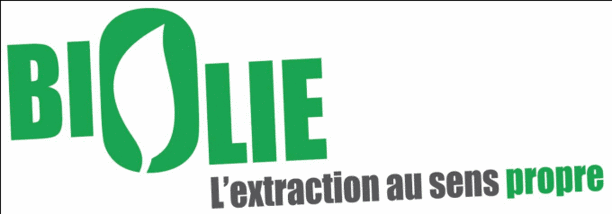 BIOLIE
L'extraction au sens propre